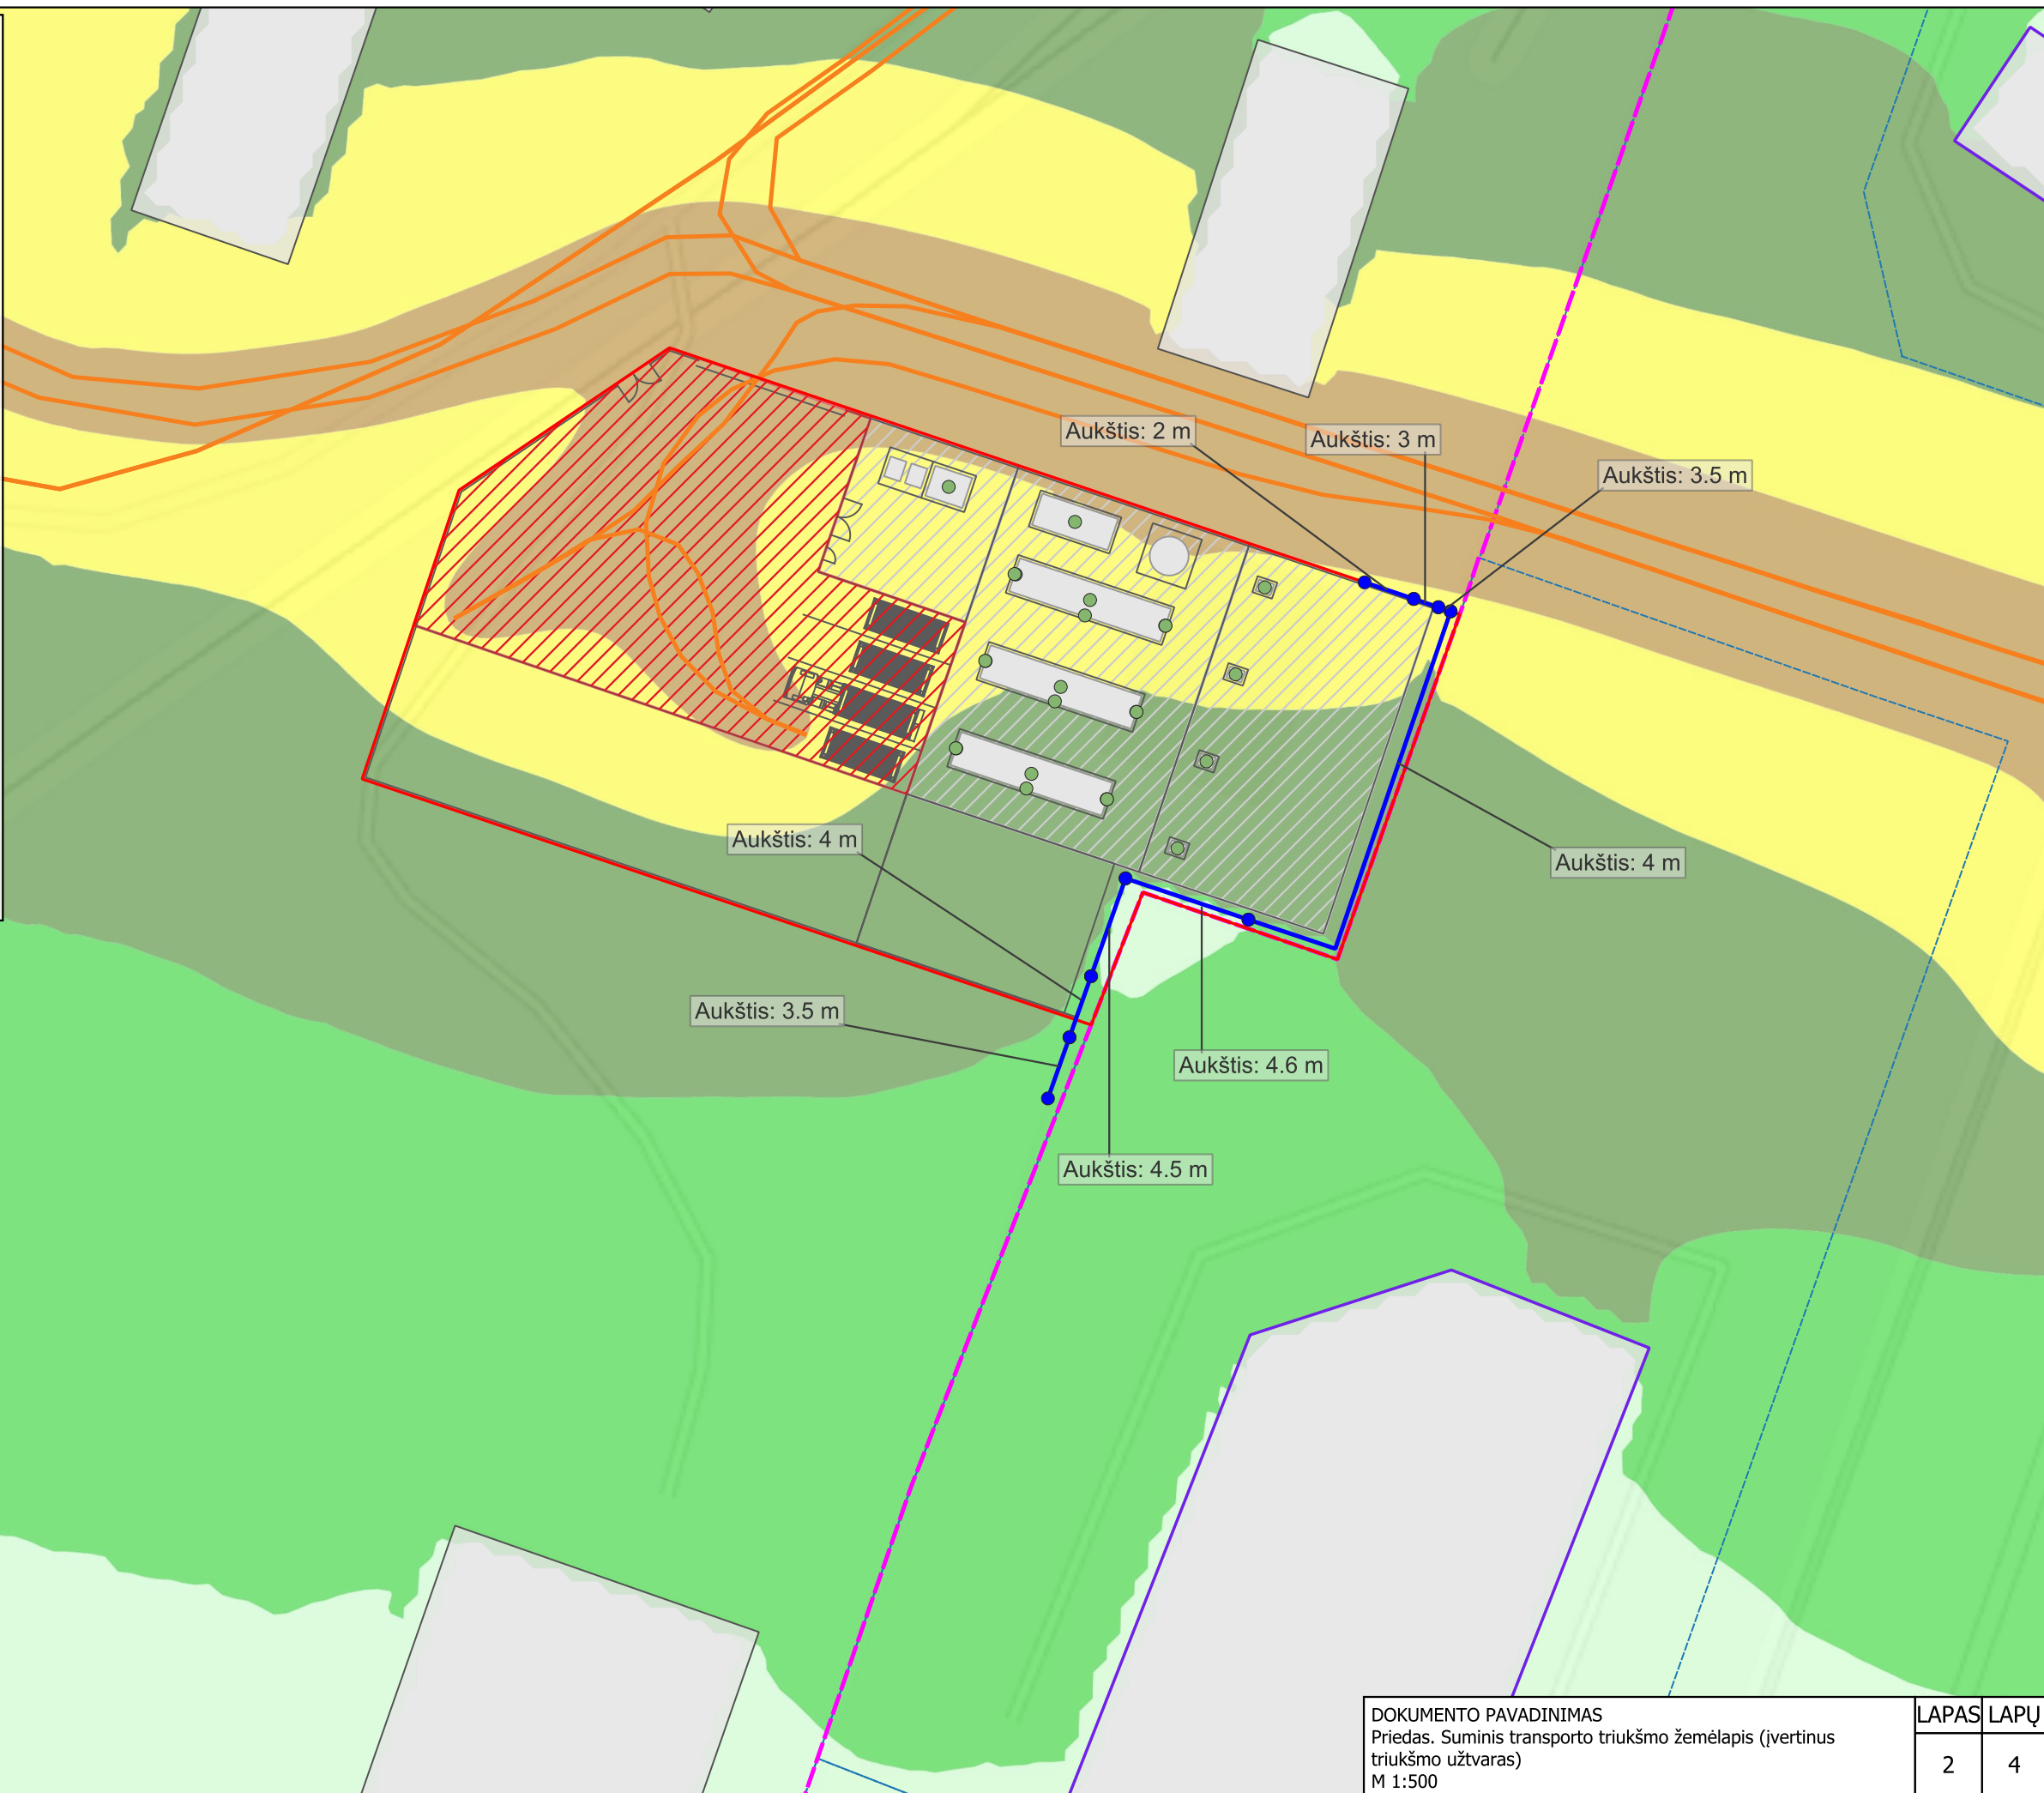 Aukštis: 2 m
Aukštis: 3 m
Aukštis: 3.5 m
Aukštis: 4 m
Aukštis: 4 m
Aukštis: 3.5 m
Aukštis: 4.6 m
Aukštis: 4.5 m
DOKUMENTO PAVADINIMAS
Priedas. Suminis transporto triukšmo žemėlapis (įvertinus
triukšmo užtvaras)
M 1:500
LAPAS LAPŲ
2 4